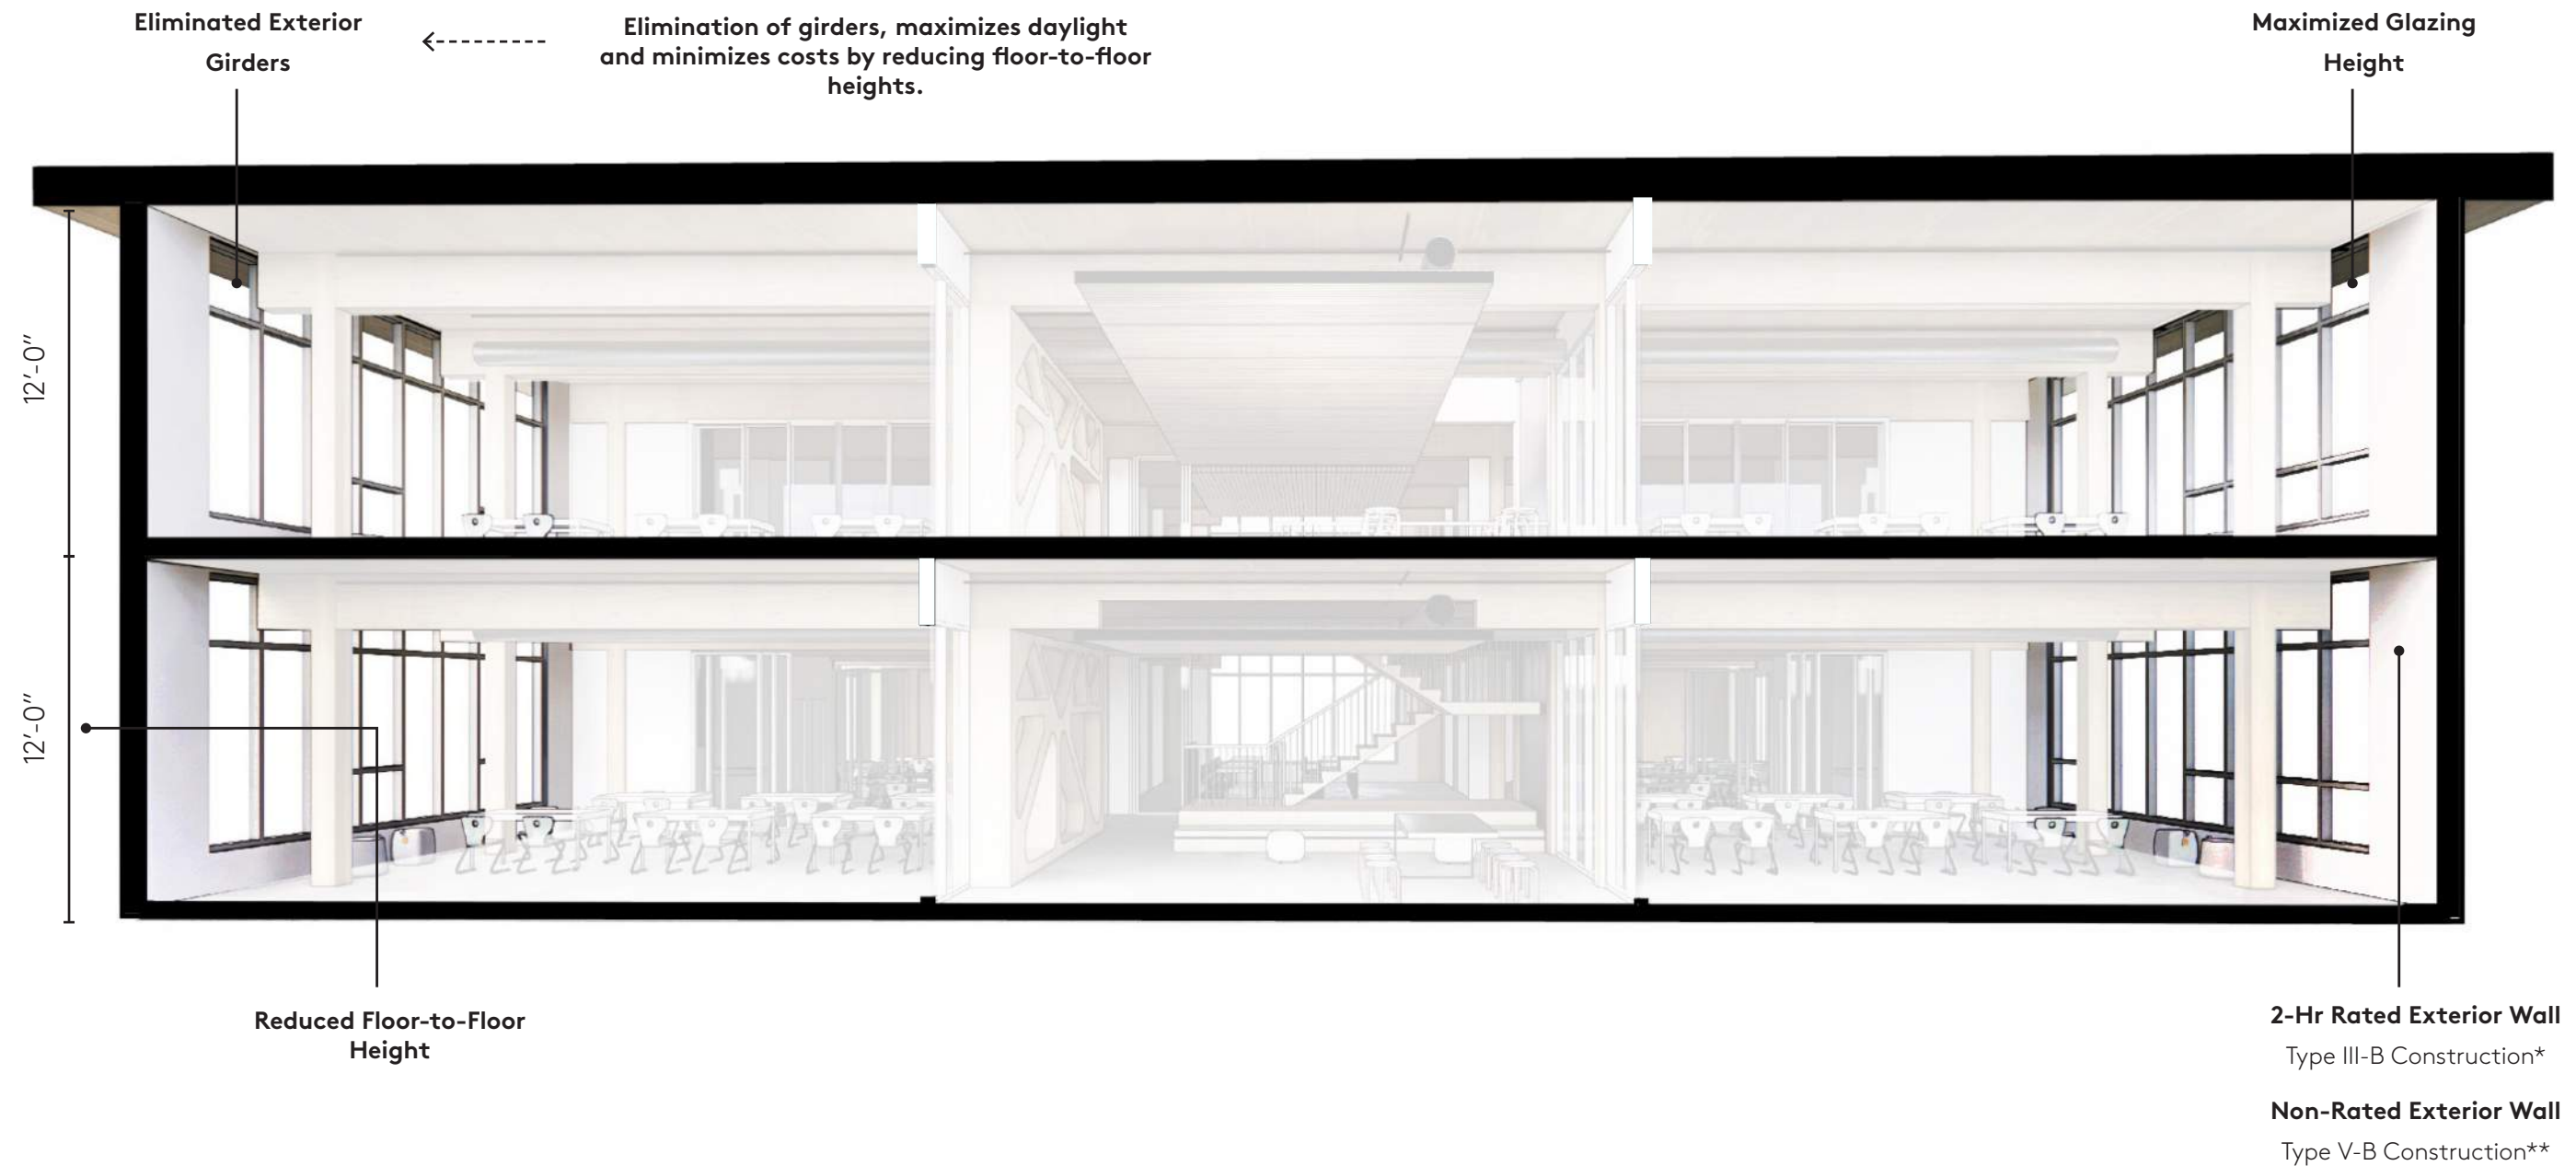 Eliminated Exterior
Girders
Elimination of girders, maximizes daylight
and minimizes costs by reducing floor-to-floor
heights.
Maximized Glazing
Height
12'-0"
12'-0"
Reduced Floor-to-Floor
Height
2-Hr Rated Exterior Wall
Type III-B Construction*
Non-Rated Exterior Wall
Type V-B Construction**